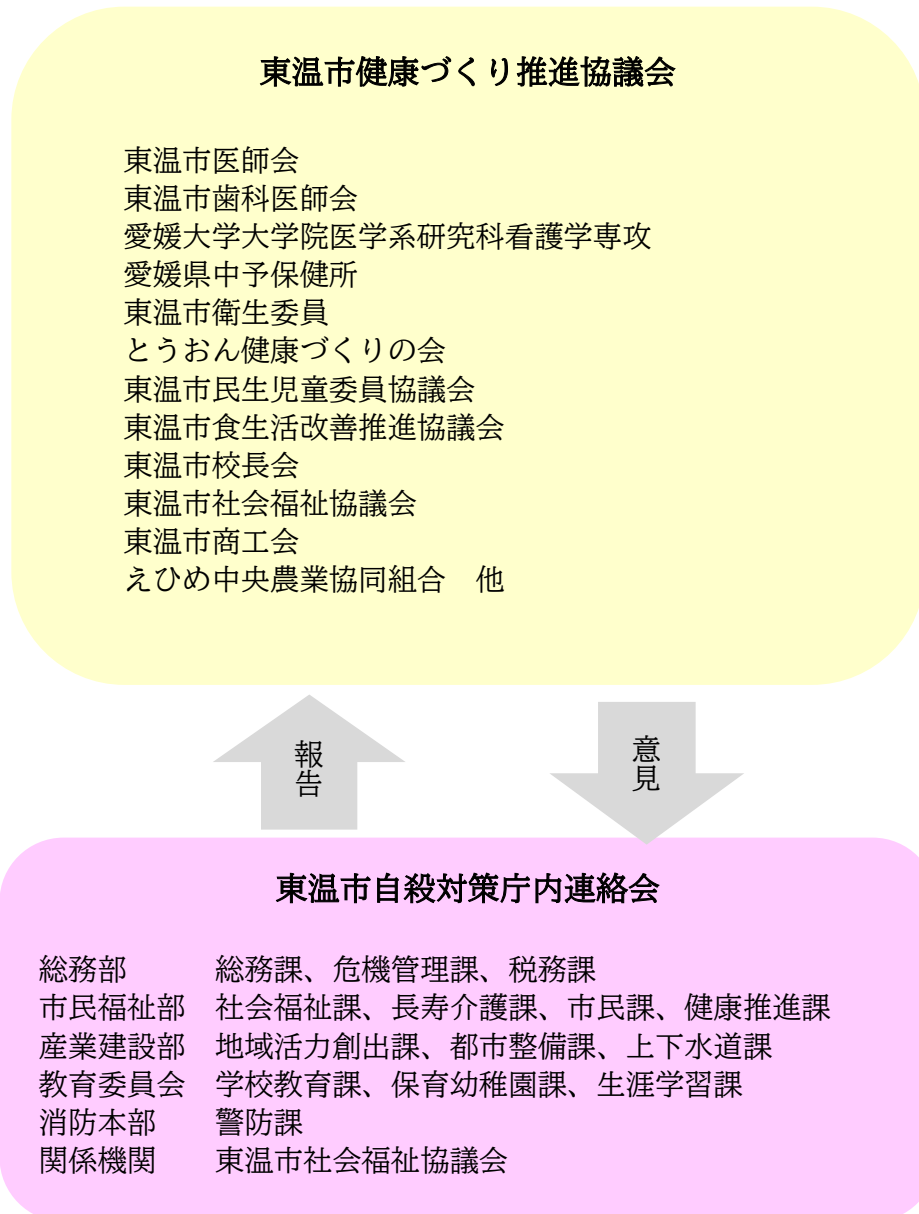 東温市健康づくり推進協議会
東温市医師会
東温市歯科医師会
愛媛大学大学院医学系研究科看護学専攻
愛媛県中予保健所
東温市衛生委員
とうおん健康づくりの会
東温市民生児童委員協議会
東温市食生活改善推進協議会
東温市校長会
東温市社会福祉協議会
東温市商工会
えひめ中央農業協同組合　他
報告
意見
東温市自殺対策庁内連絡会
総務部　総務課、危機管理課、税務課
市民福祉部　社会福祉課、長寿介護課、市民課、健康推進課
産業建設部　地域活力創出課、都市整備課、上下水道課
教育委員会　学校教育課、保育幼稚園課、生涯学習課
消防本部　警防課
関係機関　東温市社会福祉協議会